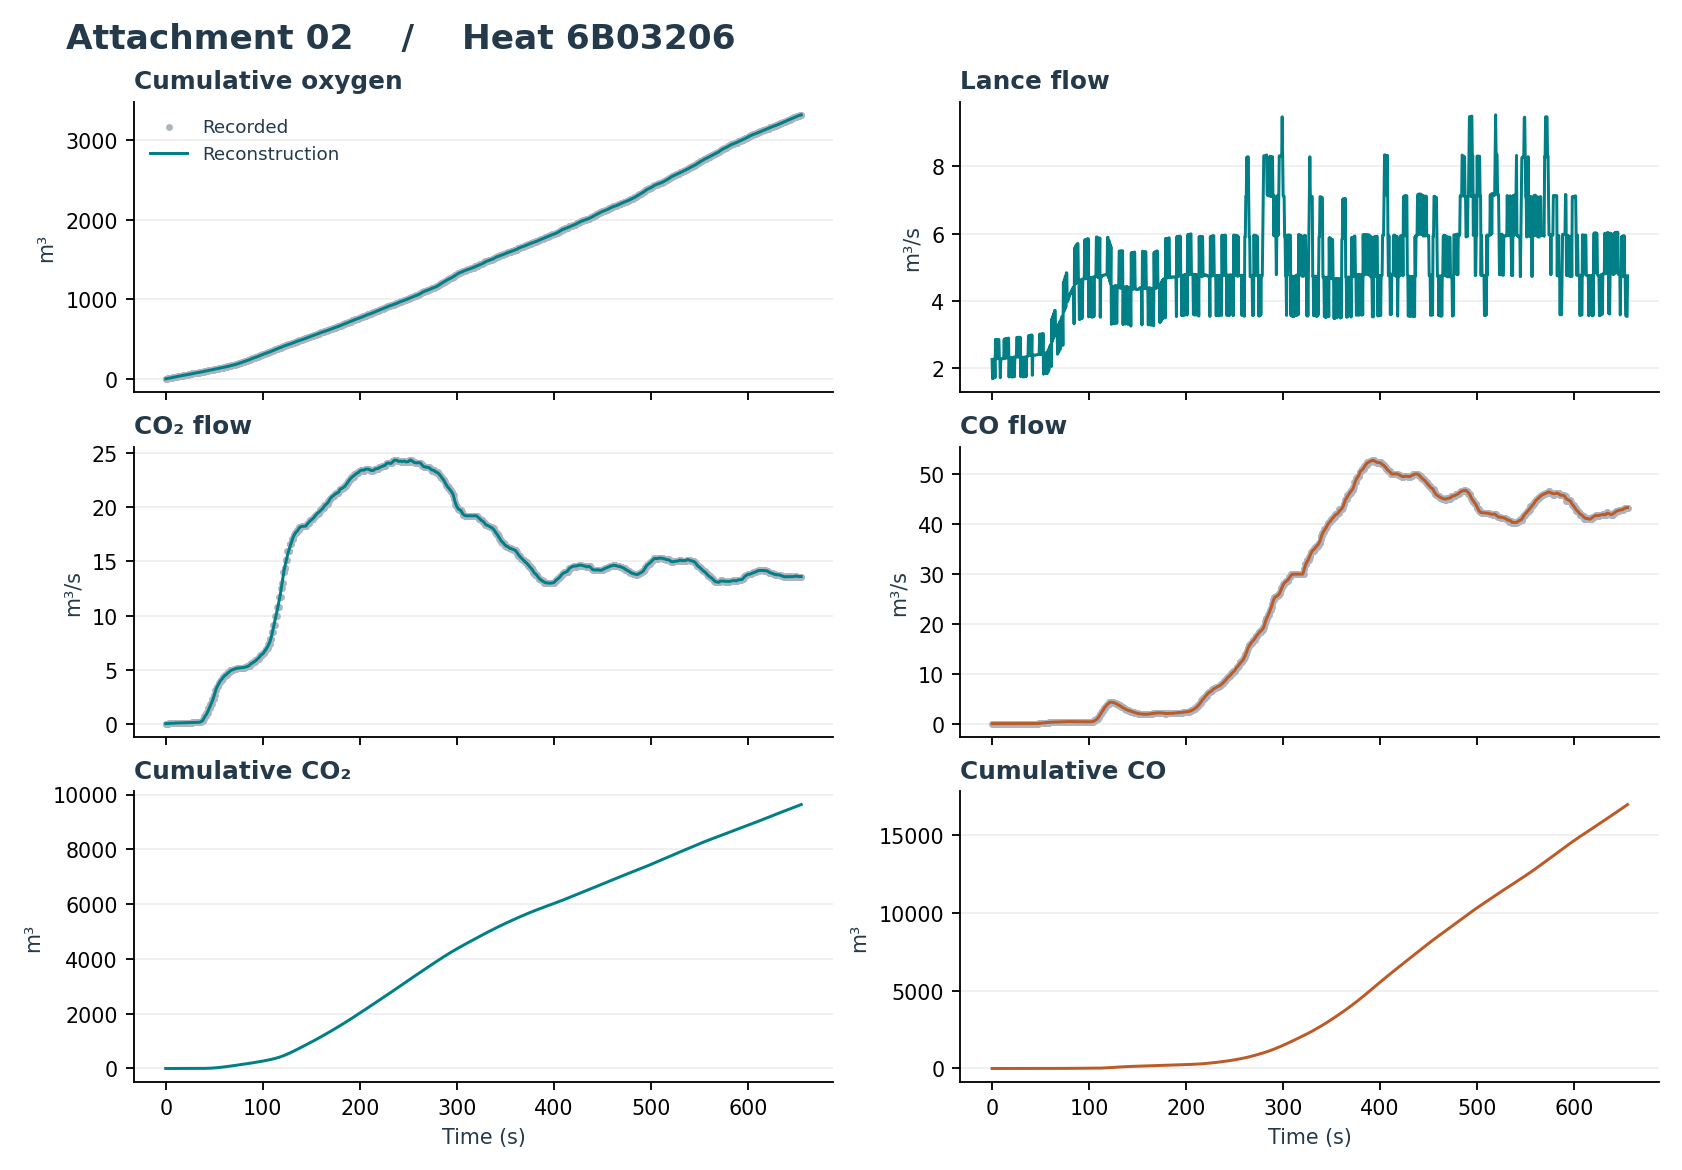 Attachment 02 / Heat 6B03206
Cumulative oxygen
m³
3000
2000
1000
0
Recorded
Reconstruction
Lance flow
m³/s
8
6
4
2
CO₂ flow
m³/s
25
20
15
10
5
0
CO flow
m³/s
50
40
30
20
10
0
Cumulative CO₂
m³
10000
8000
6000
4000
2000
0
0 100 200 300 400 500 600
Time (s)
Cumulative CO
m³
15000
10000
5000
0
0 100 200 300 400 500 600
Time (s)